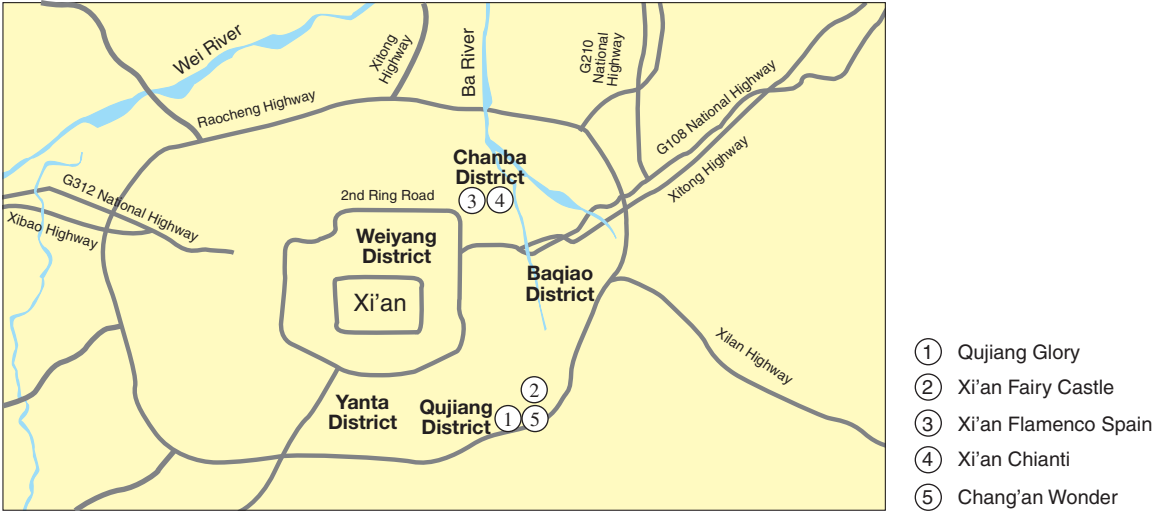 Wei River
Xitong
Highway
Ba River
G210
National
Highway
Raocheng Highway
G108 National Highway
Xitong Highway
Chanba
District
3 4
G312 National Highway
Xibao Highway
2nd Ring Road
Weiyang
District
Baqiao
District
Xi'an
Xilan Highway
Yanta
District
Qujiang
District
2
1 5
1 Qujiang Glory
2 Xi'an Fairy Castle
3 Xi'an Flamenco Spain
4 Xi'an Chianti
5 Chang'an Wonder